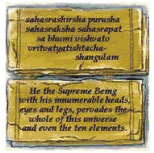 sahasrashirsha purusha
sahasraksha sahasrapat
sa bhumi vishvato
vritvatyatishtacha-
shangulam
He the Supreme Being
with his innumerable heads,
eyes and legs, pervades the
whole of this universe
and even the ten elements.